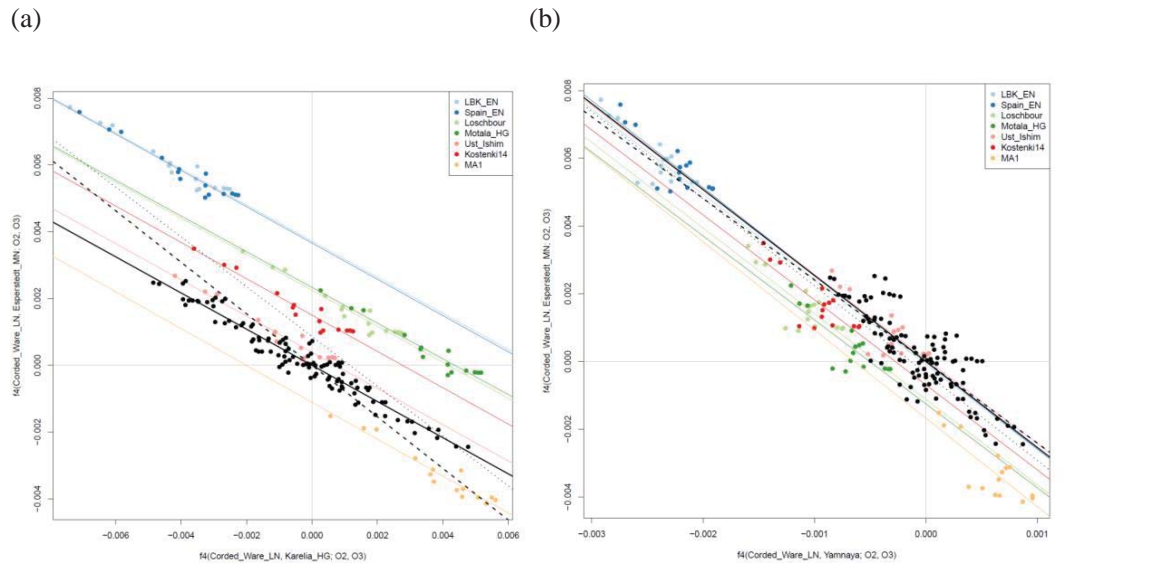 (a)
(b)
LBK_EN
Spain_EN
Loschbour
Motala_HG
Ust_Ishim
Kostenki14
MA1
f4(Corded_Ware_LN, Esperstedt_MN; O2, O3)
0.008
0.006
0.004
0.002
0.000
−0.002
−0.004
−0.006
−0.004
−0.002
0.000
0.002
0.004
0.006
f4(Corded_Ware_LN, Karelia_HG; O2, O3)
LBK_EN
Spain_EN
Loschbour
Motala_HG
Ust_Ishim
Kostenki14
MA1
f4(Corded_Ware_LN, Esperstedt_MN; O2, O3)
0.008
0.006
0.004
0.002
0.000
−0.002
−0.004
−0.003
−0.002
−0.001
0.000
0.001
f4(Corded_Ware_LN, Yamnaya; O2, O3)